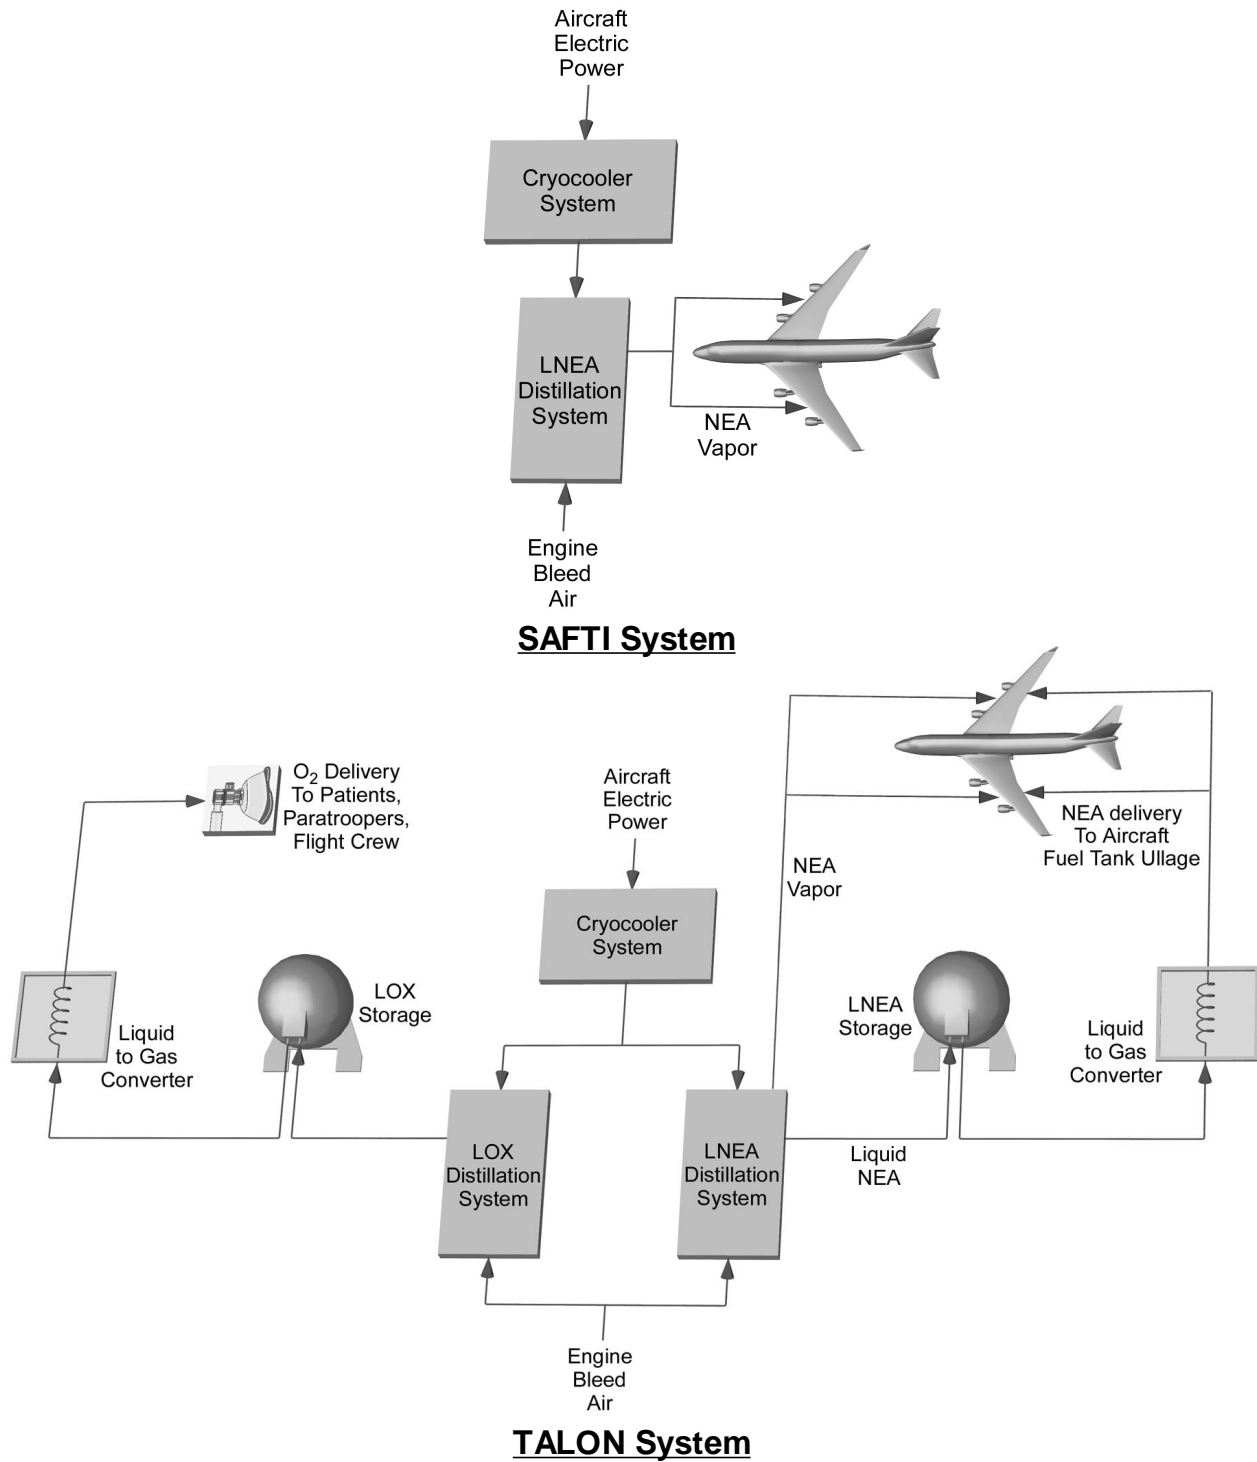 Aircraft
Electric
Power
Cryocooler
System
LNEA
Distillation
System
NEA
Vapor
Engine
Bleed
Air
SAFTI System
O2 Delivery
To Patients,
Paratroopers,
Flight Crew
Aircraft
Electric
Power
NEA delivery
To Aircraft
Fuel Tank Ullage
NEA
Vapor
Cryocooler
System
LOX
Storage
LNEA
Storage
Liquid
to Gas
Converter
Liquid
to Gas
Converter
LOX
Distillation
System
LNEA
Distillation
System
Liquid
NEA
Engine
Bleed
Air
TALON System